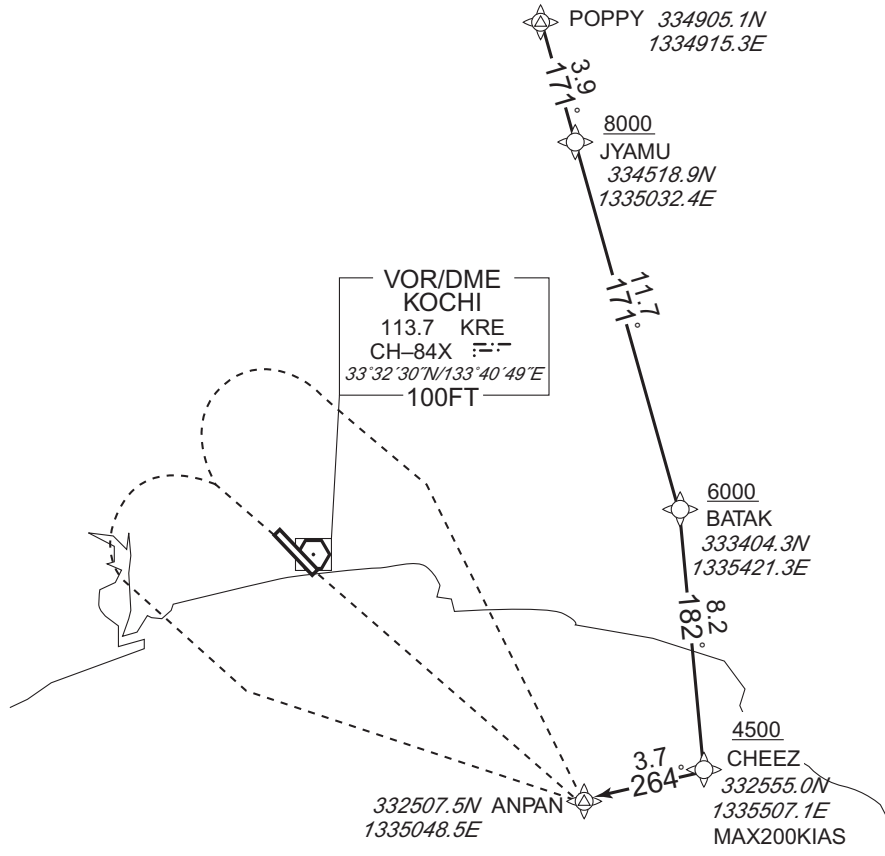 POPPY 334905.1N
1334915.3E
3.9
171°
8000
JYAMU
334518.9N
1335032.4E
11.7
171°
VOR/DME
KOCHI
113.7 KRE
CH–84X
33°32´30˝N/133°40´49˝E
100FT
6000
BATAK
333404.3N
1335421.3E
8.2
182°
4500
CHEEZ
332555.0N
1335507.1E
MAX200KIAS
3.7
264°
332507.5N ANPAN
1335048.5E